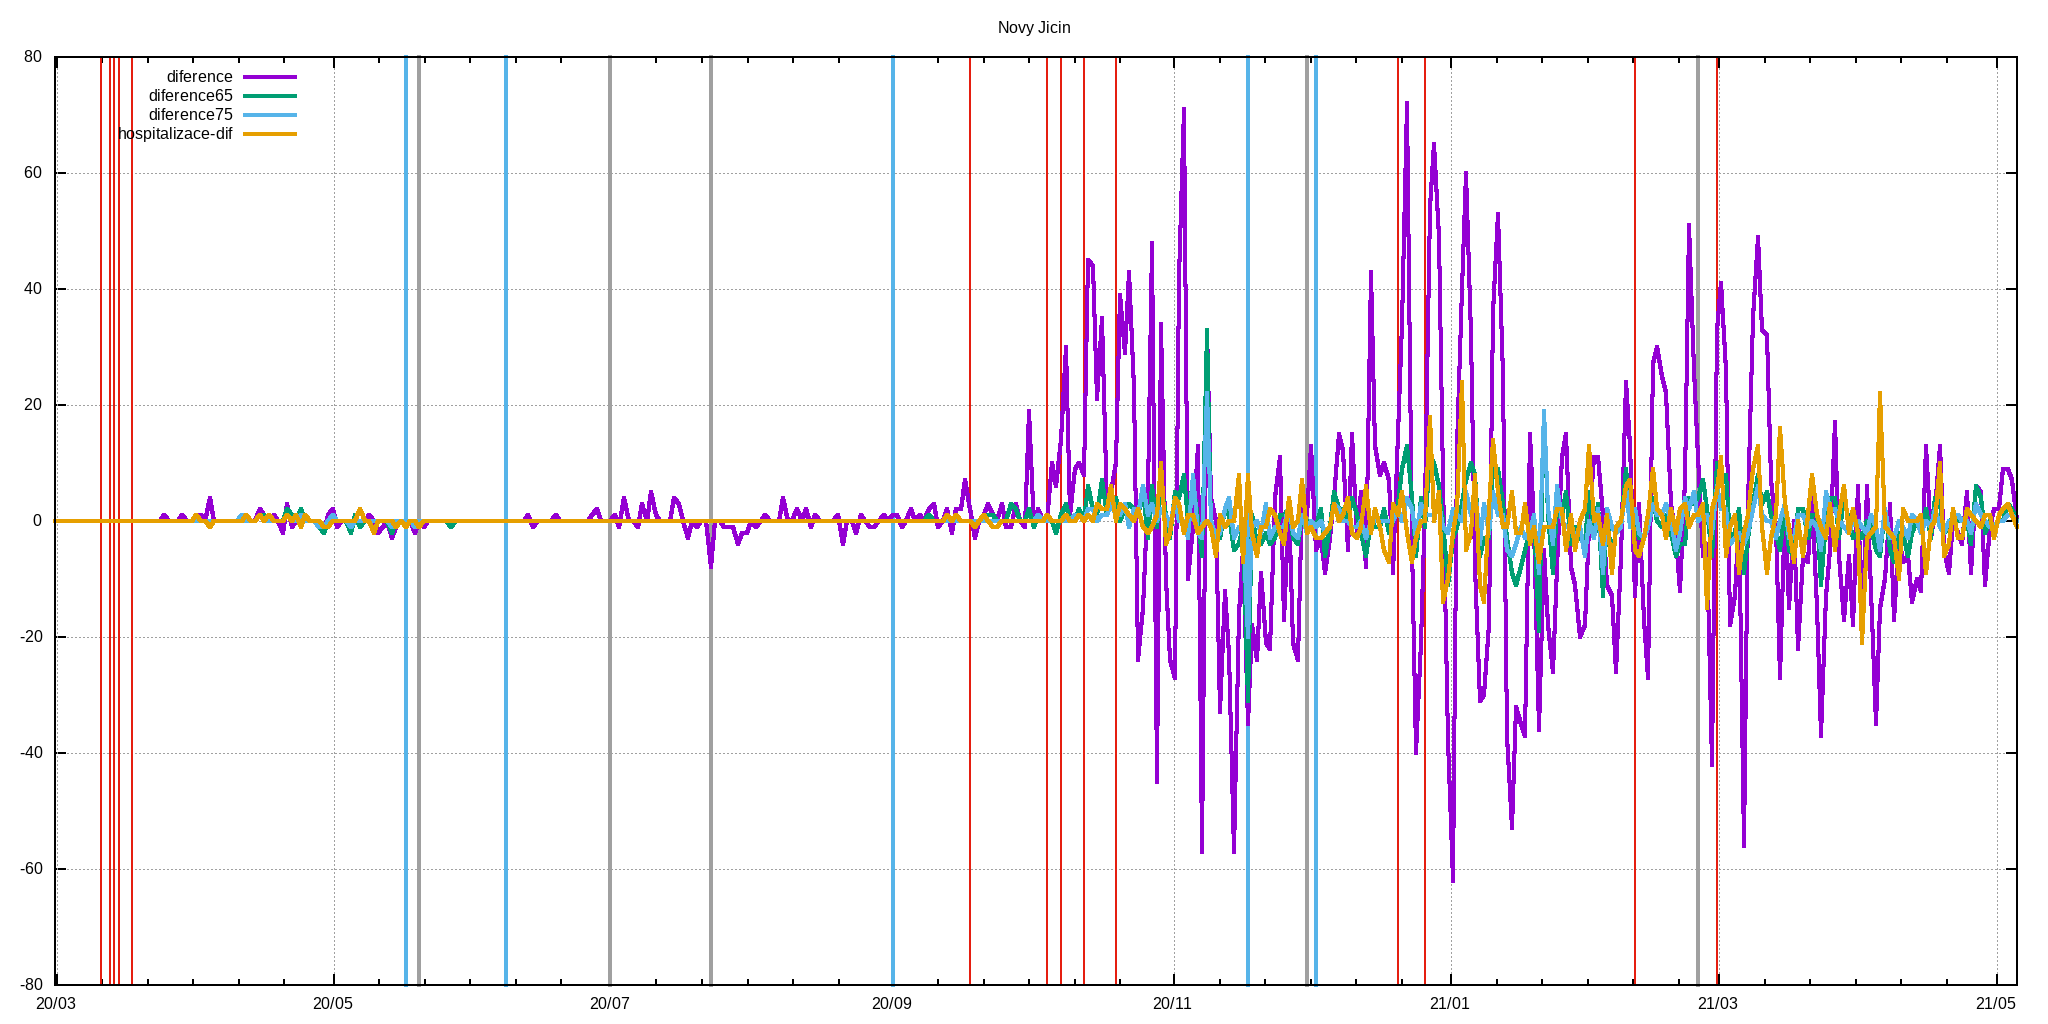 Novy Jicin
80
60
40
20
0
-20
-40
-60
-80
diference
diference65
diference75
hospitalizace-dif
20/03 20/05 20/07 20/09 20/11 21/01 21/03 21/05